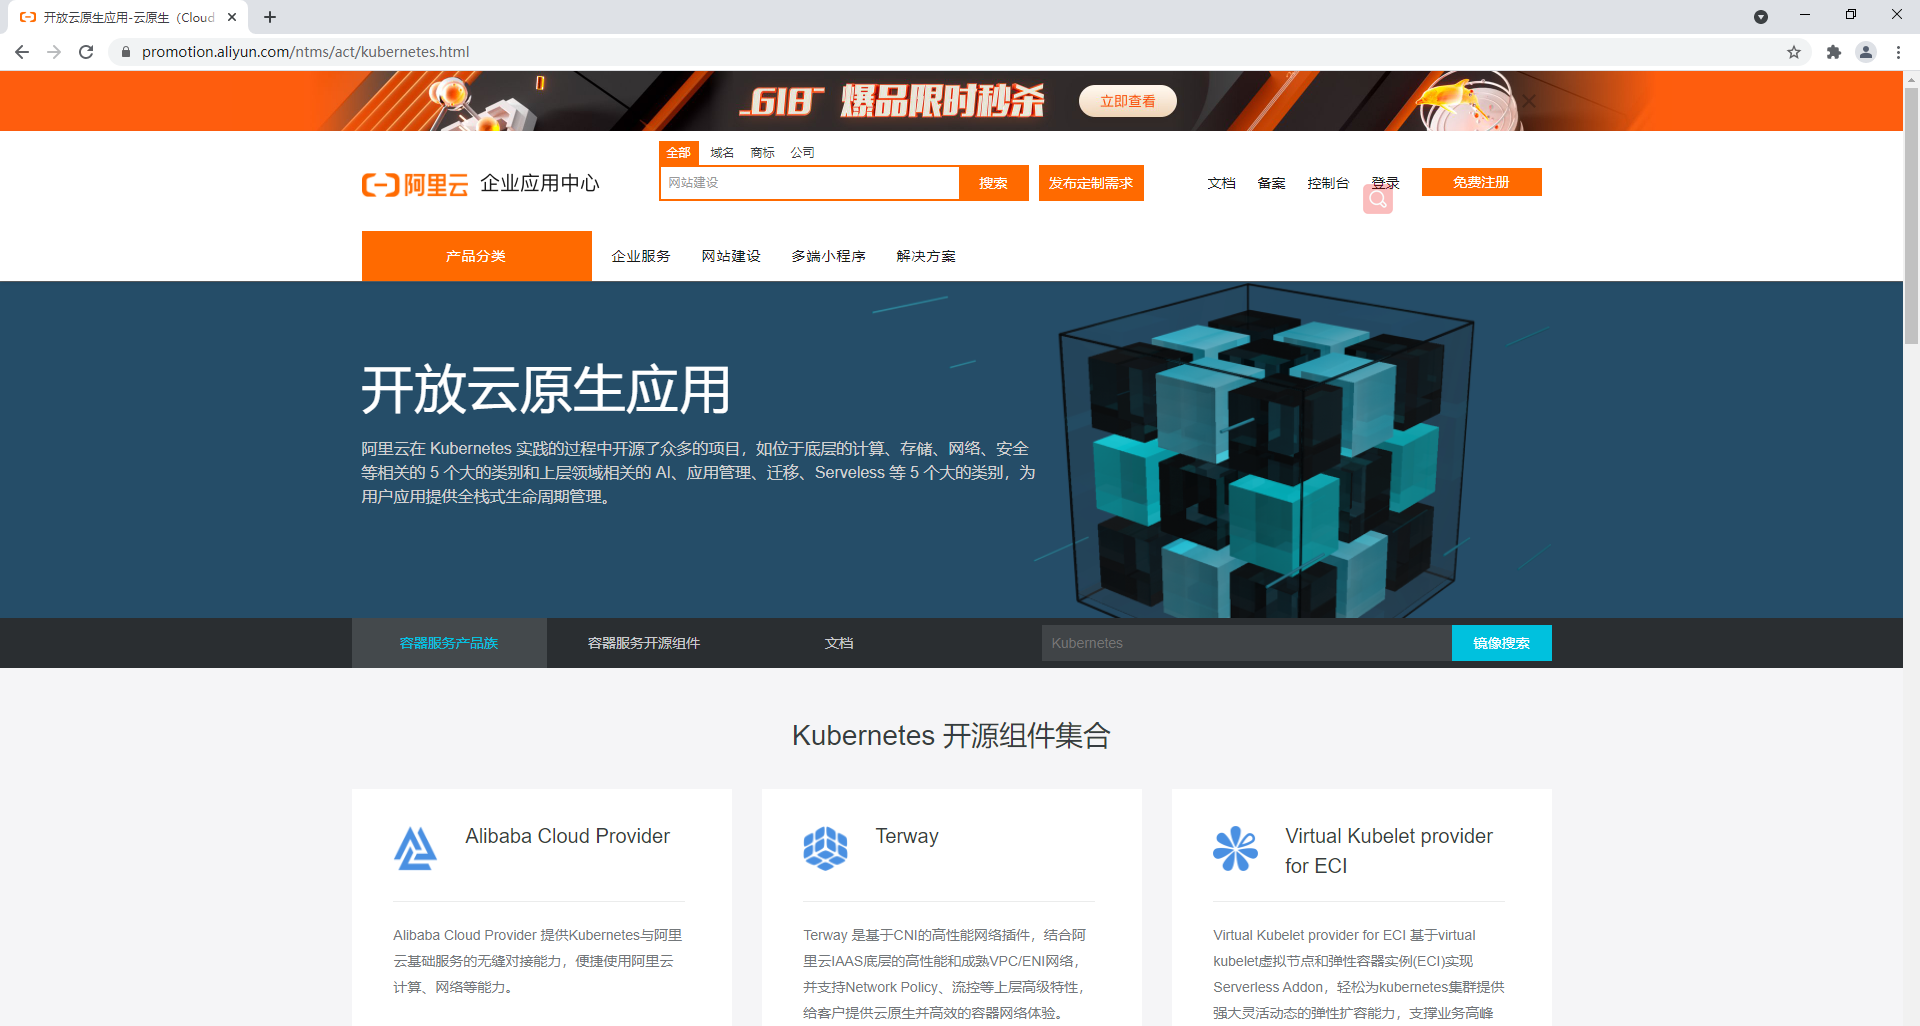 开放云原生应用-云原生（Cloud
promotion.aliyun.com/ntms/act/kubernetes.html
618 爆品限时秒杀 立即查看
全部 域名 商标 公司
阿里云 企业应用中心 网站建设 搜索 发布定制需求 文档 备案 控制台 登录 免费注册
产品分类 企业服务 网站建设 多端小程序 解决方案
开放云原生应用
阿里云在 Kubernetes 实践的过程中开源了众多的项目，如位于底层的计算、存储、网络、安全
等相关的 5 个大的类别和上层领域相关的 AI、应用管理、迁移、Serveless 等 5 个大的类别，为
用户应用提供全栈式生命周期管理。
容器服务产品族 容器服务开源组件 文档 Kubernetes 镜像搜索
Kubernetes 开源组件集合
Alibaba Cloud Provider
Alibaba Cloud Provider 提供Kubernetes与阿里
云基础服务的无缝对接能力，便捷使用阿里云
计算、网络等能力。
Terway
Terway 是基于CNI的高性能网络插件，结合阿
里云IAAS底层的高性能和成熟VPC/ENI网络，
并支持Network Policy、流控等上层高级特性，
给客户提供云原生并高效的容器网络体验。
Virtual Kubelet provider
for ECI
Virtual Kubelet provider for ECI 基于virtual
kubelet虚拟节点和弹性容器实例(ECI)实现
Serverless Addon，轻松为kubernetes集群提供
强大灵活动态的弹性扩容能力，支撑业务高峰